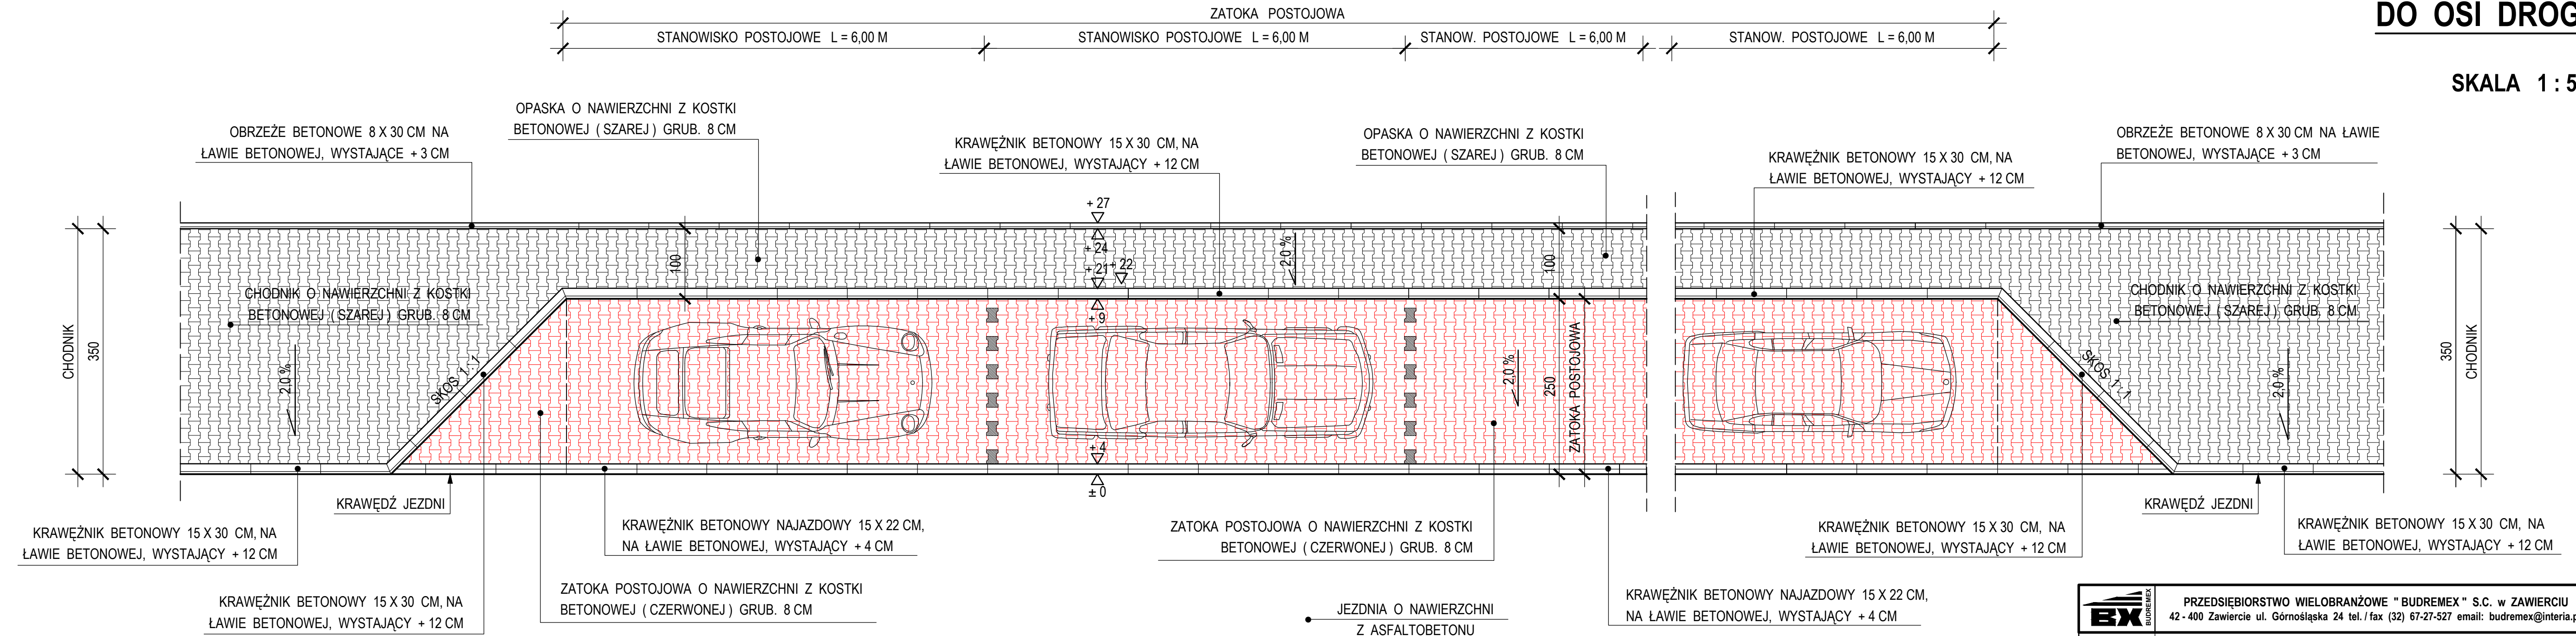 DO OSI DROG
SKALA 1 : 5
ZATOKA POSTOJOWA
STANOWISKO POSTOJOWE L = 6,00 M
STANOWISKO POSTOJOWE L = 6,00 M
STANOW. POSTOJOWE L = 6,00 M
STANOW. POSTOJOWE L = 6,00 M
OBRZEŻE BETONOWE 8 X 30 CM NA
ŁAWIE BETONOWEJ, WYSTAJĄCE + 3 CM
OPASKA O NAWIERZCHNI Z KOSTKI
BETONOWEJ ( SZAREJ ) GRUB. 8 CM
KRAWĘŻNIK BETONOWY 15 X 30 CM, NA
ŁAWIE BETONOWEJ, WYSTAJĄCY + 12 CM
OPASKA O NAWIERZCHNI Z KOSTKI
BETONOWEJ ( SZAREJ ) GRUB. 8 CM
KRAWĘŻNIK BETONOWY 15 X 30 CM, NA
ŁAWIE BETONOWEJ, WYSTAJĄCY + 12 CM
OBRZEŻE BETONOWE 8 X 30 CM NA ŁAWIE
BETONOWEJ, WYSTAJĄCE + 3 CM
CHODNIK
350
CHODNIK O NAWIERZCHNI Z KOSTKI
BETONOWEJ ( SZAREJ ) GRUB. 8 CM
2,0 %
SKOS 1 : 1
100
+ 27
+ 24
+ 21
+ 22
+ 9
+ 4
± 0
2,0 %
100
2,0 %
250
ZATOKA POSTOJOWA
SKOS 1 : 1
CHODNIK O NAWIERZCHNI Z KOSTKI
BETONOWEJ ( SZAREJ ) GRUB. 8 CM
2,0 %
350
CHODNIK
KRAWĘDŹ JEZDNI
KRAWĘDŹ JEZDNI
KRAWĘŻNIK BETONOWY 15 X 30 CM, NA
ŁAWIE BETONOWEJ, WYSTAJĄCY + 12 CM
KRAWĘŻNIK BETONOWY NAJAZDOWY 15 X 22 CM,
NA ŁAWIE BETONOWEJ, WYSTAJĄCY + 4 CM
ZATOKA POSTOJOWA O NAWIERZCHNI Z KOSTKI
BETONOWEJ ( CZERWONEJ ) GRUB. 8 CM
KRAWĘŻNIK BETONOWY 15 X 30 CM, NA
ŁAWIE BETONOWEJ, WYSTAJĄCY + 12 CM
KRAWĘŻNIK BETONOWY 15 X 30 CM, NA
ŁAWIE BETONOWEJ, WYSTAJĄCY + 12 CM
KRAWĘŻNIK BETONOWY 15 X 30 CM, NA
ŁAWIE BETONOWEJ, WYSTAJĄCY + 12 CM
ZATOKA POSTOJOWA O NAWIERZCHNI Z KOSTKI
BETONOWEJ ( CZERWONEJ ) GRUB. 8 CM
JEZDNIA O NAWIERZCHNI
Z ASFALTOBETONU
KRAWĘŻNIK BETONOWY NAJAZDOWY 15 X 22 CM,
NA ŁAWIE BETONOWEJ, WYSTAJĄCY + 4 CM
BX
BUDREMEX
PRZEDSIĘBIORSTWO WIELOBRANŻOWE " BUDREMEX " S.C. w ZAWIERCIU
42 - 400 Zawiercie ul. Górnośląska 24 tel. / fax (32) 67-27-527 email: budremex@interia.p